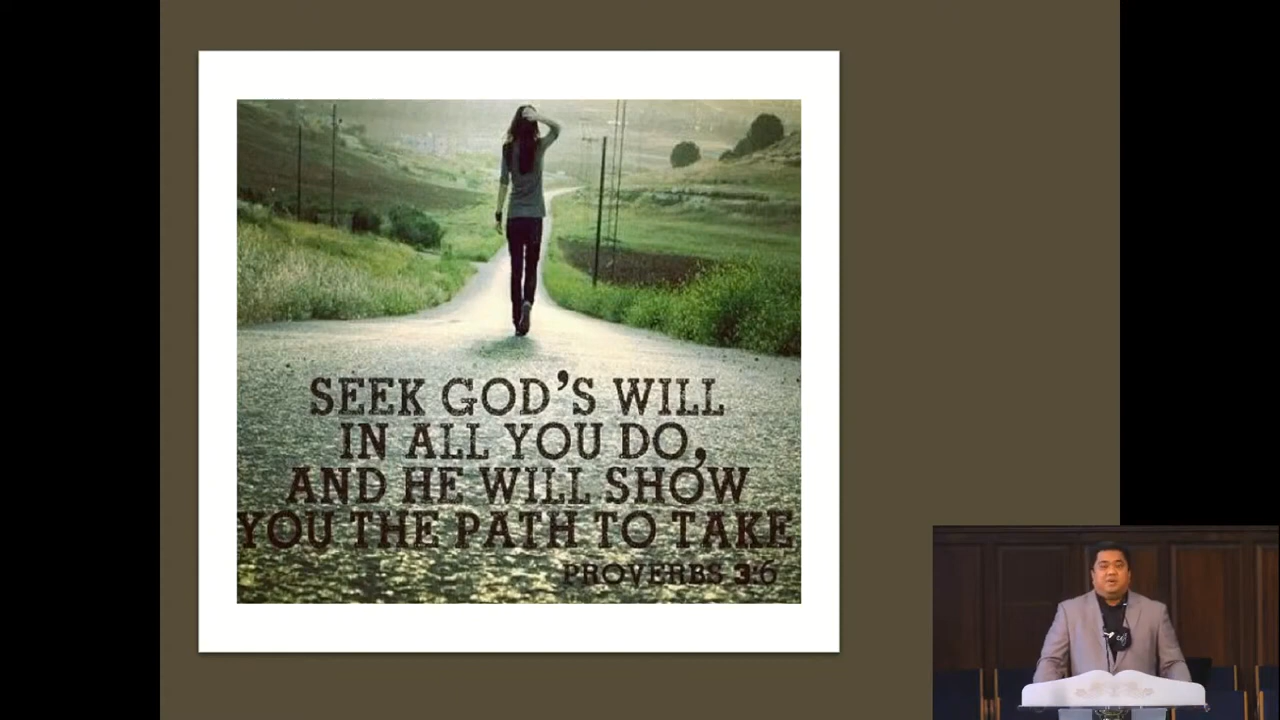 SEEK GOD'S WILL
IN ALL YOU DO,
AND HE WILL SHOW
YOU THE PATH TO TAKE
PROVERBS 3:6